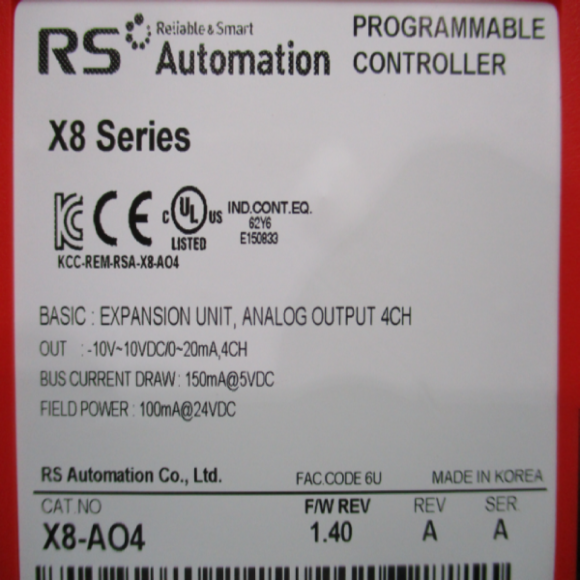 RS Reliable & Smart Automation
PROGRAMMABLE
CONTROLLER
X8 Series
KCC-REM-RSA-X8-AO4
CE
C UL US
LISTED
IND.CONT.EQ.
62Y6
E150833
BASIC : EXPANSION UNIT, ANALOG OUTPUT 4CH
OUT : -10V~10VDC/0~20mA,4CH
BUS CURRENT DRAW : 150mA@5VDC
FIELD POWER : 100mA@24VDC
RS Automation Co., Ltd. FAC.CODE 6U MADE IN KOREA
CAT NO F/W REV REV SER
X8-AO4 1.40 A A